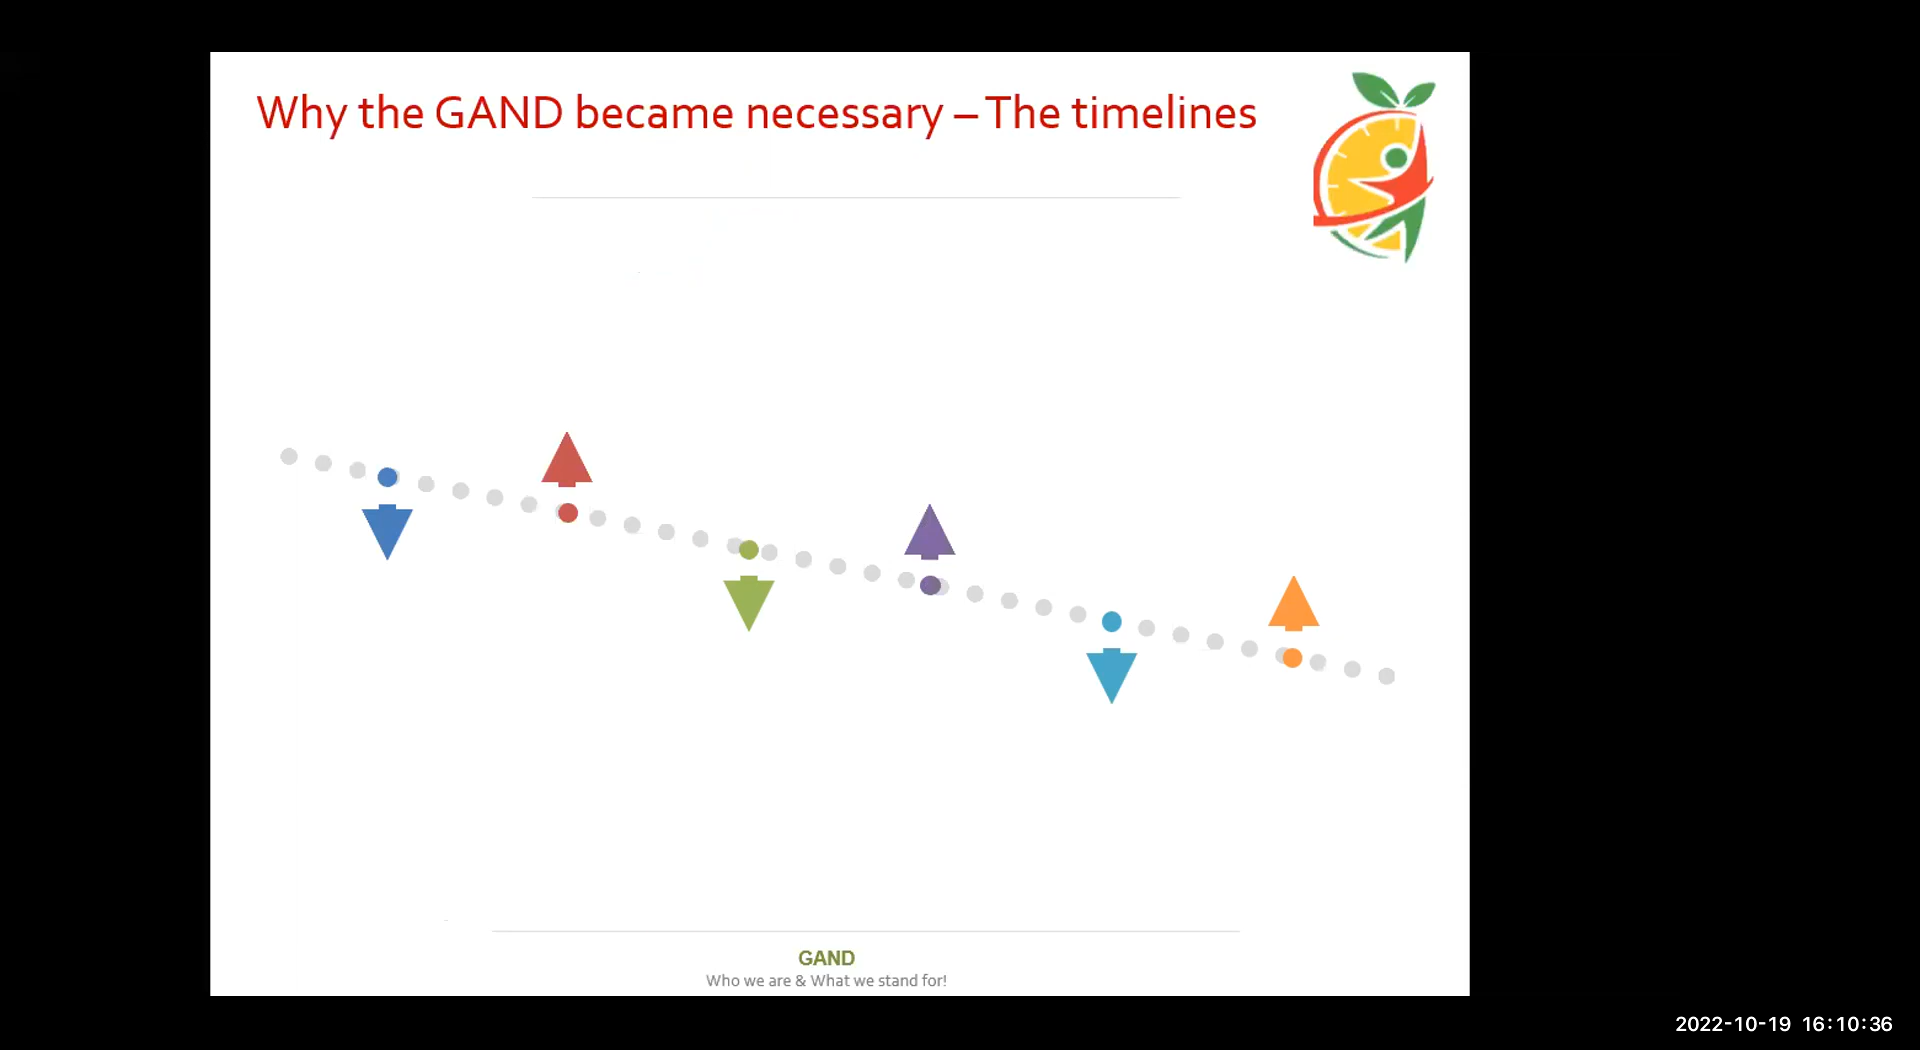 Why the GAND became necessary – The timelines
GAND
Who we are & What we stand for!
2022-10-19 16:10:36